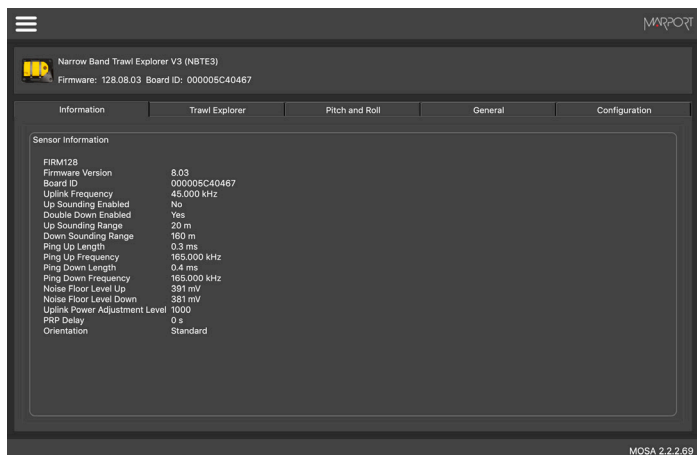 MARPORT
Narrow Band Trawl Explorer V3 (NBTE3)
Firmware: 128.08.03 Board ID: 000005C40467
Information Trawl Explorer Pitch and Roll General Configuration
Sensor Information
FIRM128
Firmware Version 8.03
Board ID 000005C40467
Uplink Frequency 45.000 kHz
Up Sounding Enabled No
Double Down Enabled Yes
Up Sounding Range 20 m
Down Sounding Range 160 m
Ping Up Length 0.3 ms
Ping Up Frequency 165.000 kHz
Ping Down Length 0.4 ms
Ping Down Frequency 165.000 kHz
Noise Floor Level Up 391 mV
Noise Floor Level Down 381 mV
Uplink Power Adjustment Level 1000
PRP Delay 0 s
Orientation Standard
MOSA 2.2.2.69